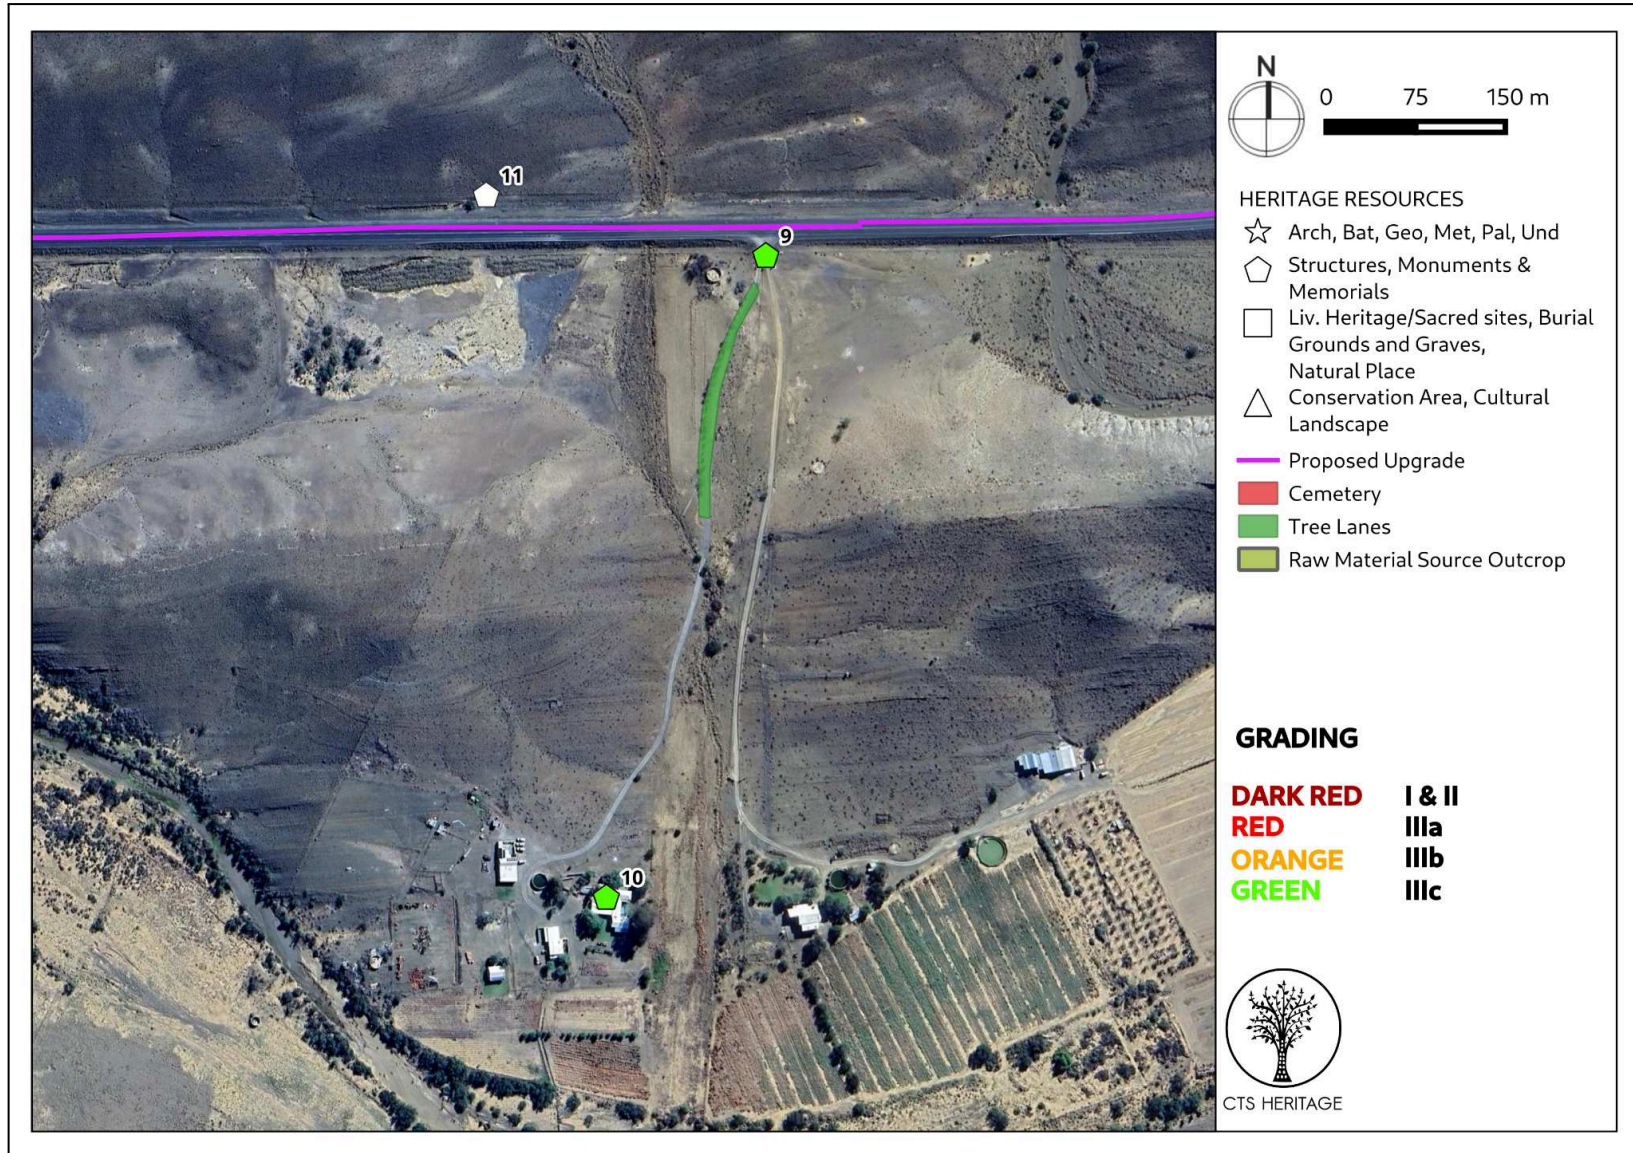 11
9
10
N
0 75 150 m
HERITAGE RESOURCES
Arch, Bat, Geo, Met, Pal, Und
Structures, Monuments &
Memorials
Liv. Heritage/Sacred sites, Burial
Grounds and Graves,
Natural Place
Conservation Area, Cultural
Landscape
Proposed Upgrade
Cemetery
Tree Lanes
Raw Material Source Outcrop
GRADING
DARK RED I & II
RED IIIa
ORANGE IIIb
GREEN IIIc
CTS HERITAGE